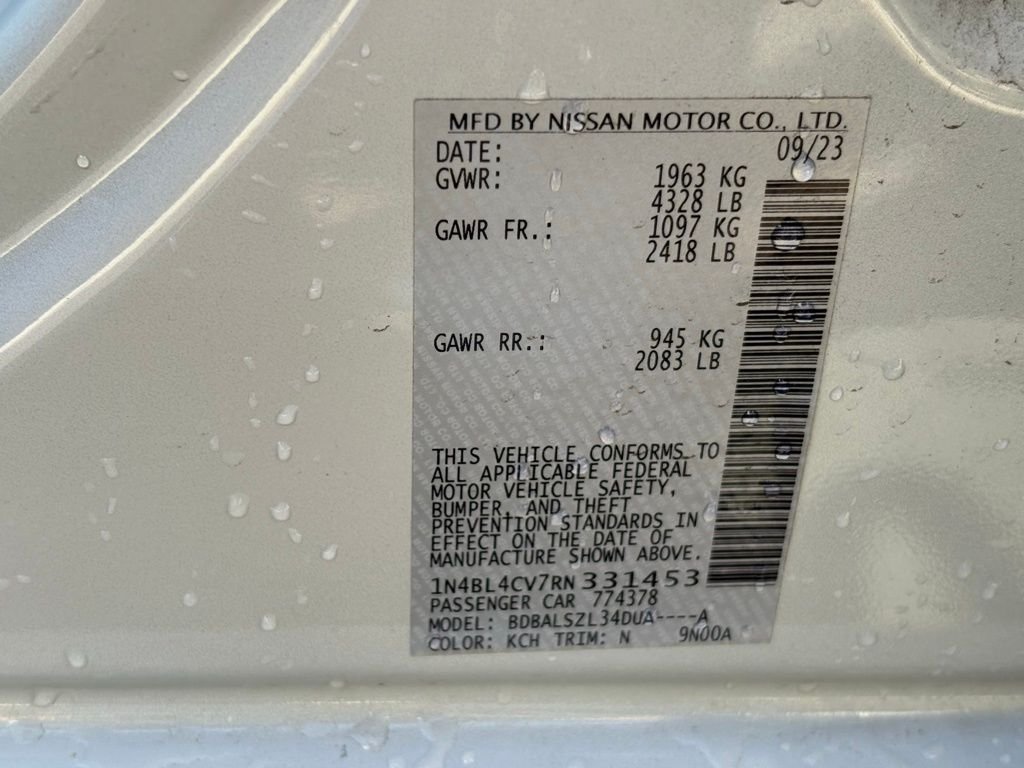 MFD BY NISSAN MOTOR CO., LTD.
DATE: 09/23
GVWR: 1963 KG
4328 LB
GAWR FR.: 1097 KG
2418 LB
GAWR RR.: 945 KG
2083 LB
THIS VEHICLE CONFORMS TO
ALL APPLICABLE FEDERAL
MOTOR VEHICLE SAFETY,
BUMPER, AND THEFT
PREVENTION STANDARDS IN
EFFECT ON THE DATE OF
MANUFACTURE SHOWN ABOVE.
1N4BL4CV7RN331453
PASSENGER CAR 774378
MODEL: BDBALSZL34DUA----A
COLOR: KCH TRIM: N 9N00A